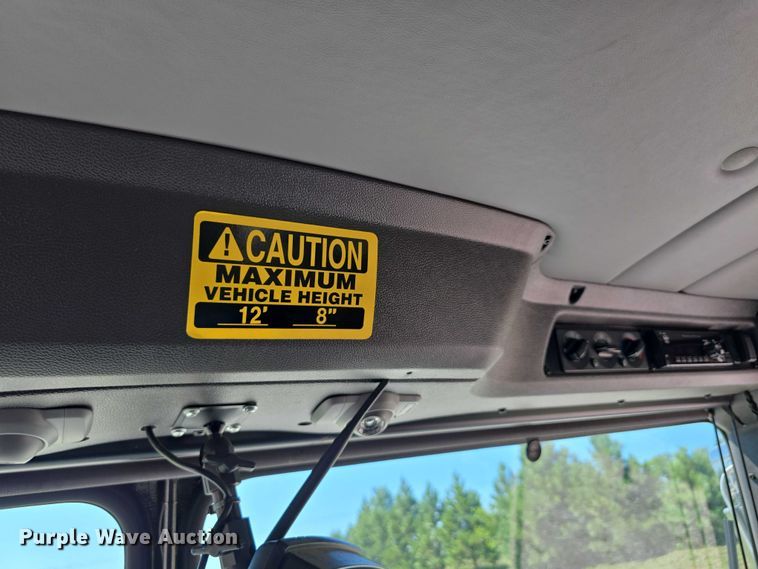 CAUTION
MAXIMUM
VEHICLE HEIGHT
12' 8"
Purple Wave Auction